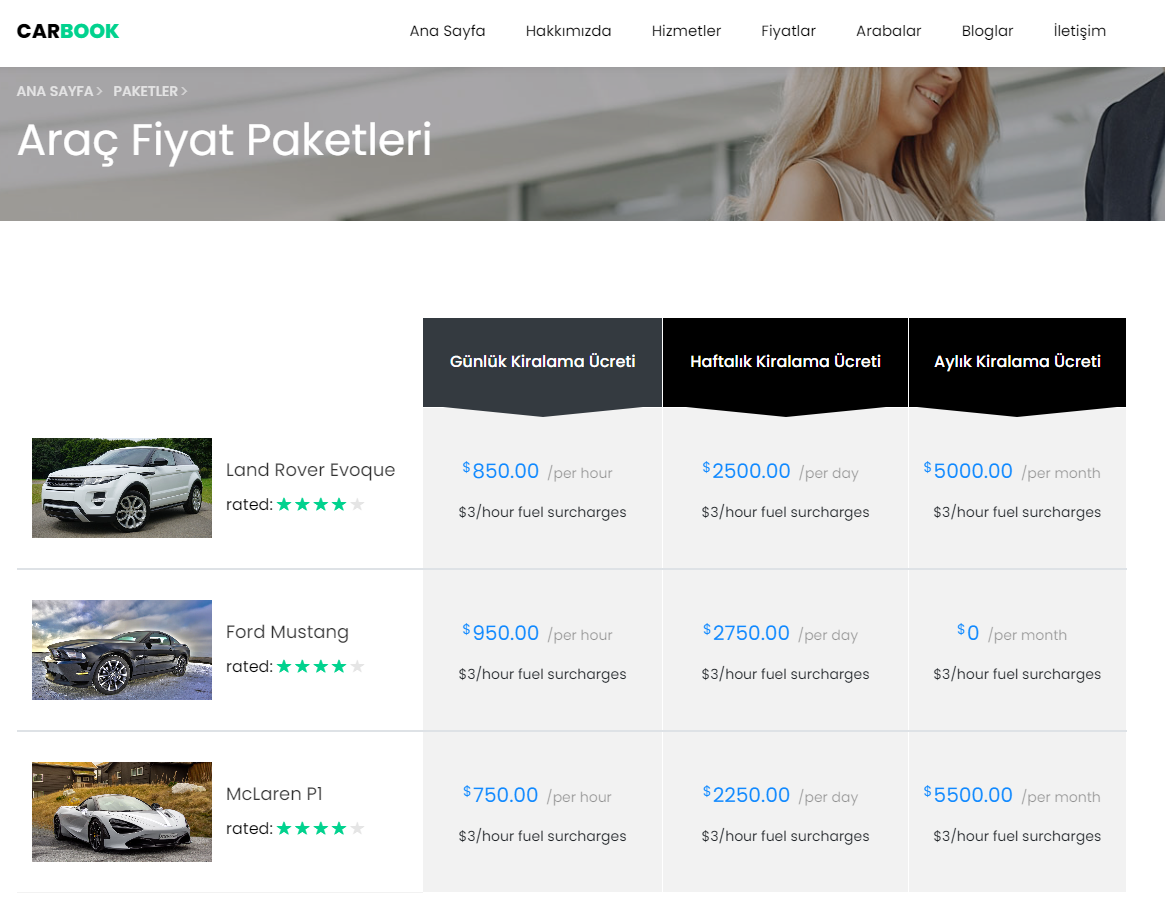 CARBOOK
Ana Sayfa Hakkımızda Hizmetler Fiyatlar Arabalar Bloglar İletişim
ANA SAYFA > PAKETLER >
Araç Fiyat Paketleri
Günlük Kiralama Ücreti Haftalık Kiralama Ücreti Aylık Kiralama Ücreti
Land Rover Evoque $850.00 /per hour $2500.00 /per day $5000.00 /per month
rated: ★★★★★ $3/hour fuel surcharges $3/hour fuel surcharges $3/hour fuel surcharges
Ford Mustang $950.00 /per hour $2750.00 /per day $0 /per month
rated: ★★★★★ $3/hour fuel surcharges $3/hour fuel surcharges $3/hour fuel surcharges
McLaren P1 $750.00 /per hour $2250.00 /per day $5500.00 /per month
rated: ★★★★★ $3/hour fuel surcharges $3/hour fuel surcharges $3/hour fuel surcharges